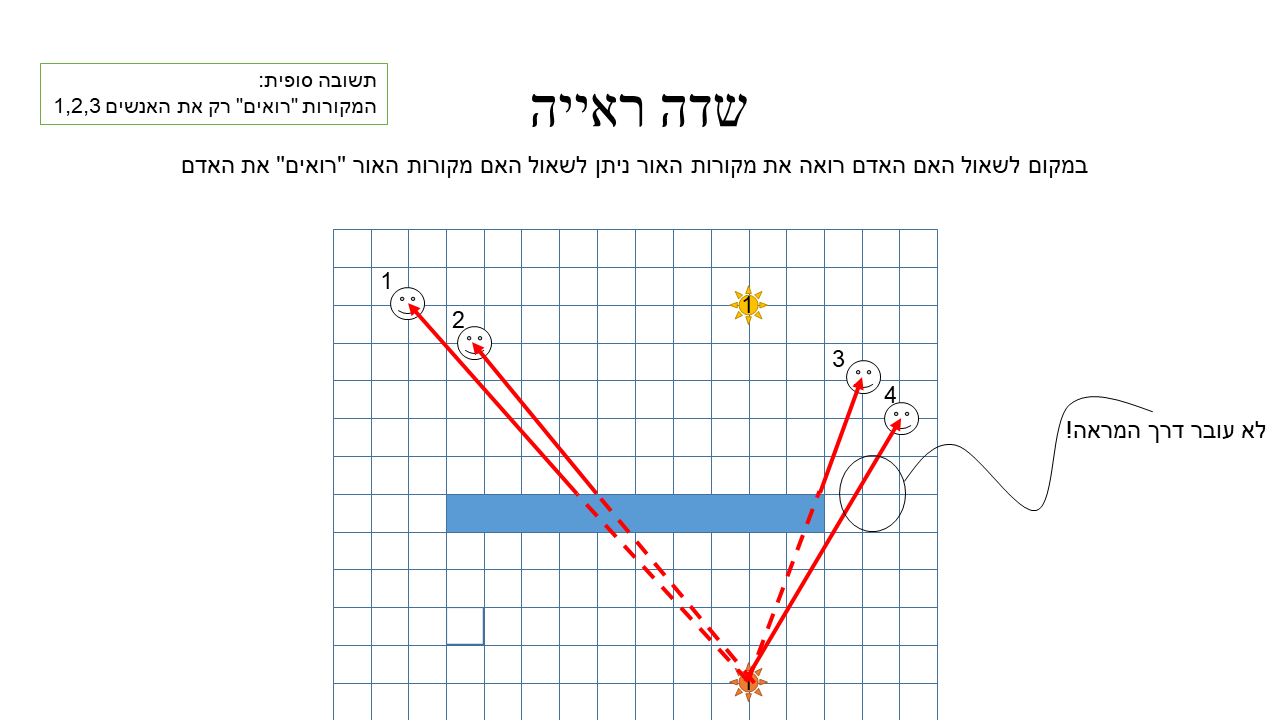 תשובה סופית:
המקורות "רואים" רק את האנשים 1,2,3
שדה ראייה
במקום לשאול האם האדם רואה את מקורות האור ניתן לשאול האם מקורות האור "רואים" את האדם
1
2
1
3
4
לא עובר דרך המראה!
1